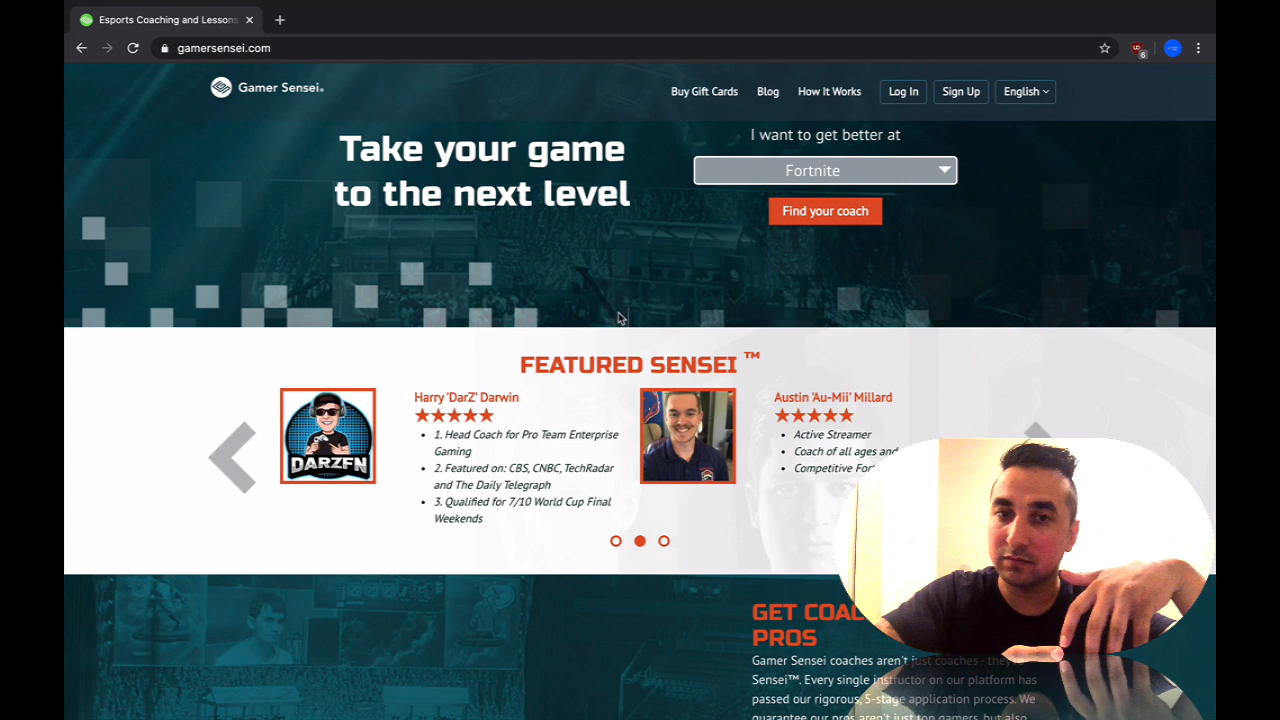 Esports Coaching and Lessons
gamersensei.com
6
Gamer Sensei
Buy Gift Cards
Blog
How It Works
Log In
Sign Up
English
Take your game
to the next level
I want to get better at
Fortnite
Find your coach
FEATURED SENSEI ™
DARZFN
Harry 'DarZ' Darwin
1. Head Coach for Pro Team Enterprise
Gaming
2. Featured on: CBS, CNBC, TechRadar
and The Daily Telegraph
3. Qualified for 7/10 World Cup Final
Weekends
Austin 'Au-Mii' Millard
Active Streamer
Coach of all ages and
Competitive
GET
PROS
Gamer Sensei coaches aren't just coaches -
Sensei™. Every single instructor on our platform has
passed our rigorous, 5-stage application process. We
guarantee our pros aren't just top gamers, but also